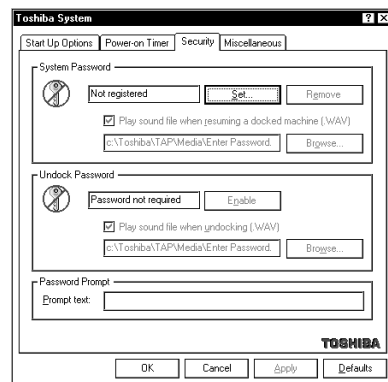 Toshiba System
Start Up Options Power-on Timer Security Miscellaneous
System Password
Not registered Set... Remove
Play sound file when resuming a docked machine (.WAV)
c:\Toshiba\TAP\Media\Enter Password. Browse...
Undock Password
Password not required Enable
Play sound file when undocking (.WAV)
c:\Toshiba\TAP\Media\Enter Password. Browse...
Password Prompt
Prompt text:
TOSHIBA
OK Cancel Apply Defaults